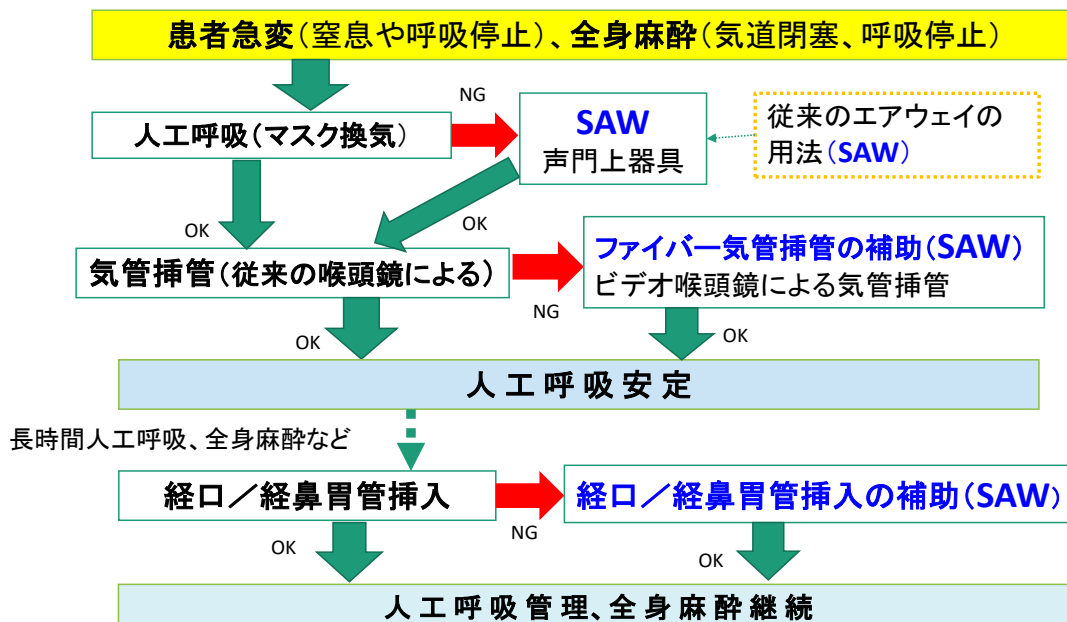 患者急変(窒息や呼吸停止)、全身麻酔(気道閉塞、呼吸停止)
NG
人工呼吸(マスク換気)
SAW
声門上器具
従来のエアウェイの
用法(SAW)
OK
OK
気管挿管(従来の喉頭鏡による)
ファイバー気管挿管の補助(SAW)
ビデオ喉頭鏡による気管挿管
NG
OK
OK
人工呼吸安定
長時間人工呼吸、全身麻酔など
経口/経鼻胃管挿入
経口/経鼻胃管挿入の補助(SAW)
NG
OK
OK
人工呼吸管理、全身麻酔継続